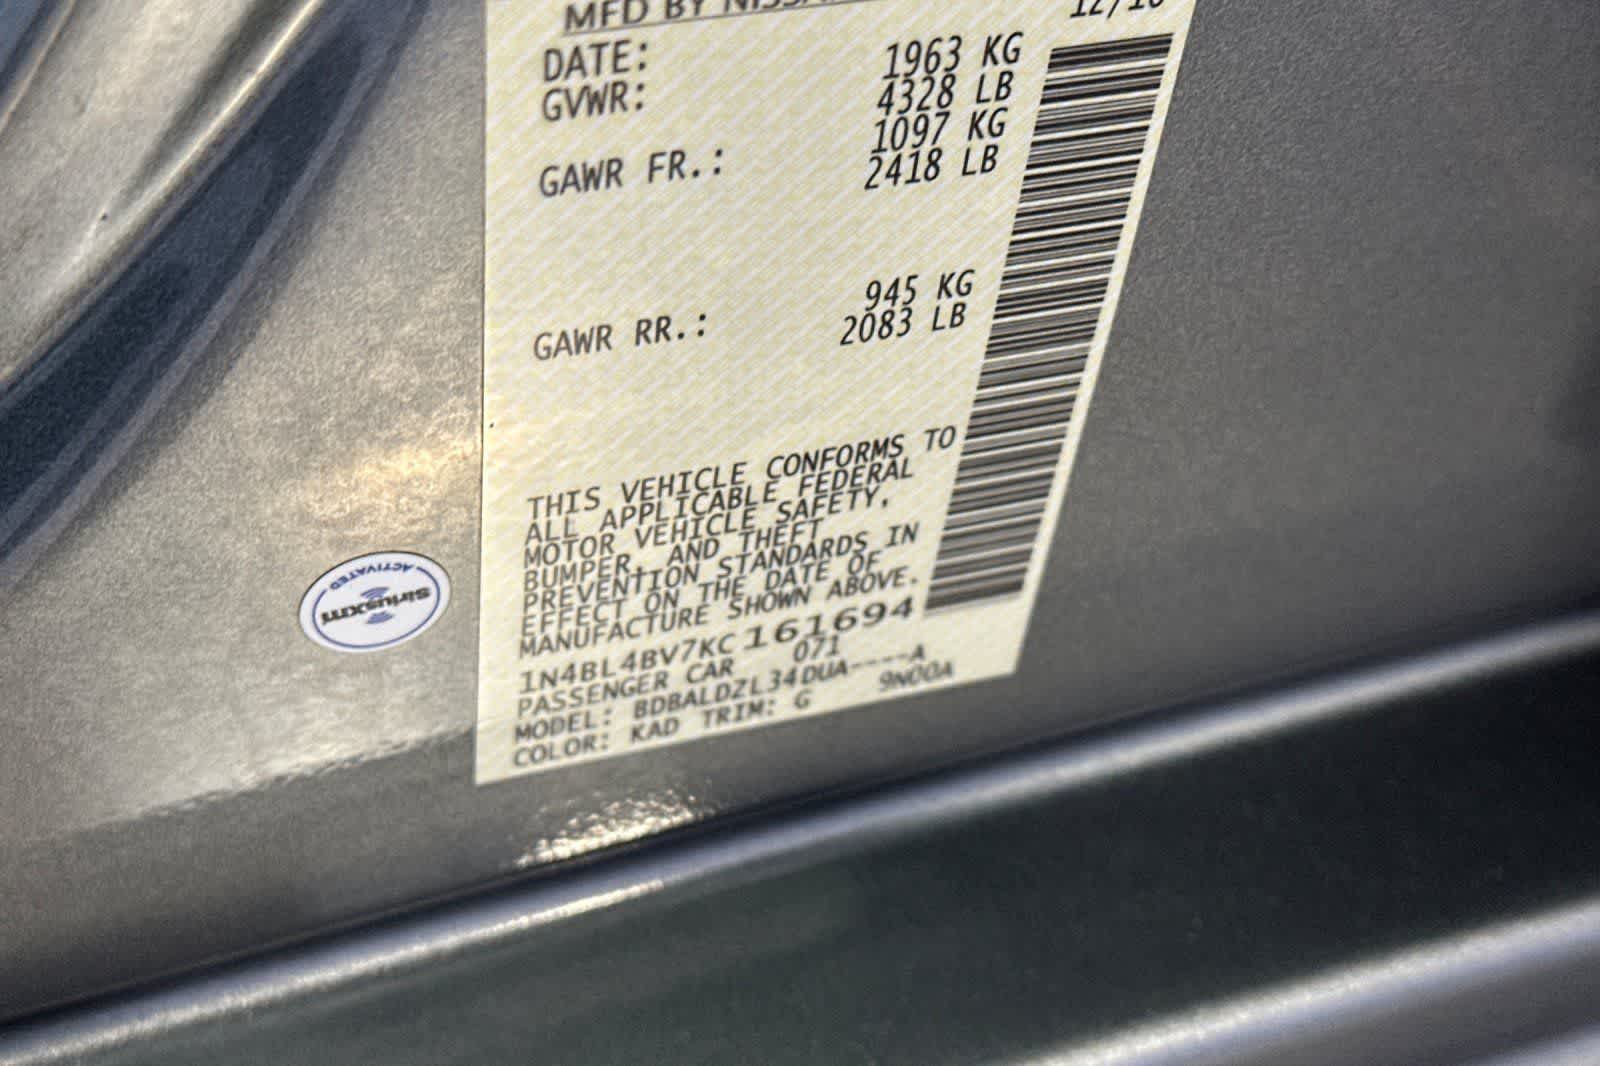 MFD BY NISSAN
DATE: 12/18
GVWR: 1963 KG
4328 LB
GAWR FR.: 1097 KG
2418 LB
GAWR RR.: 945 KG
2083 LB
THIS VEHICLE CONFORMS TO
ALL APPLICABLE FEDERAL
MOTOR VEHICLE SAFETY,
BUMPER, AND THEFT
PREVENTION STANDARDS IN
EFFECT ON THE DATE OF
MANUFACTURE SHOWN ABOVE.
1N4BL4BV7KC161694
PASSENGER CAR 071
MODEL: BDBALDZL34DUA----A
COLOR: KAD TRIM: G 9N00A
siriusxm
ACTIVATED